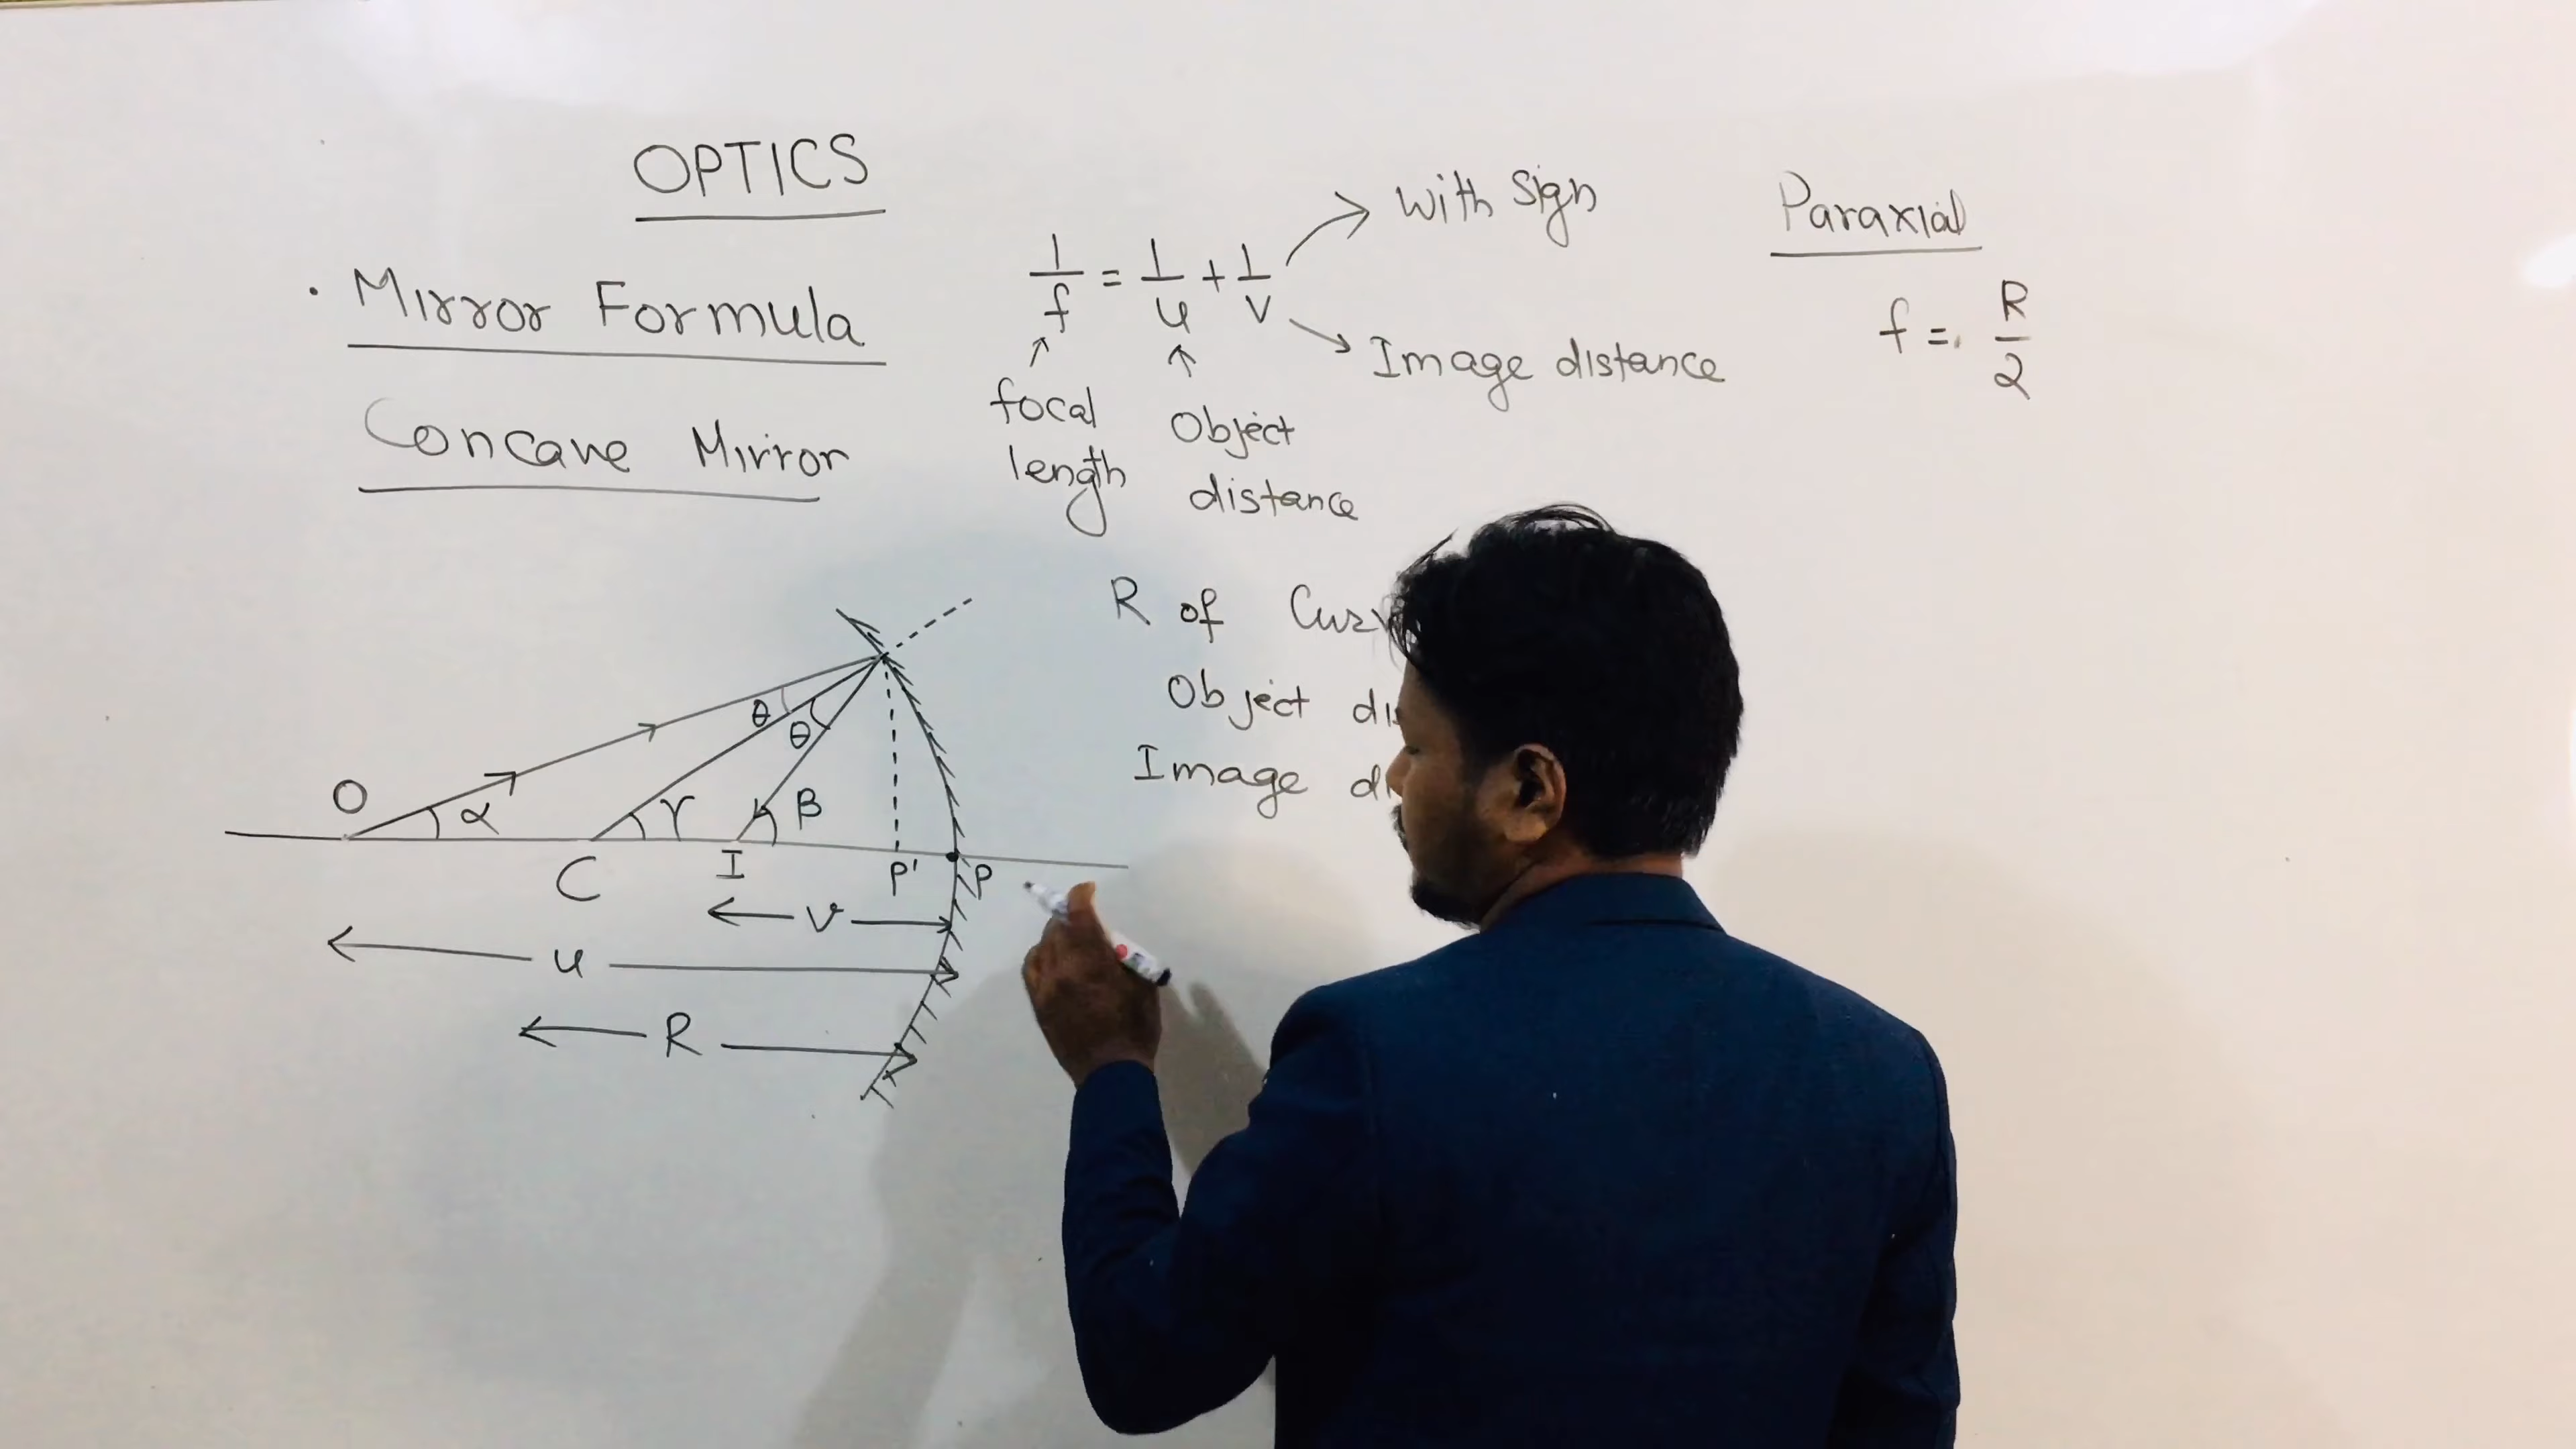 OPTICS
· Mirror Formula
Concave Mirror
1/f = 1/u + 1/v
With Sign
Image distance
focal length
Object distance
Paraxial
f = R/2
R of
Object
Image
θ
θ
O
α
γ
β
C
I
P'
P
v
u
R